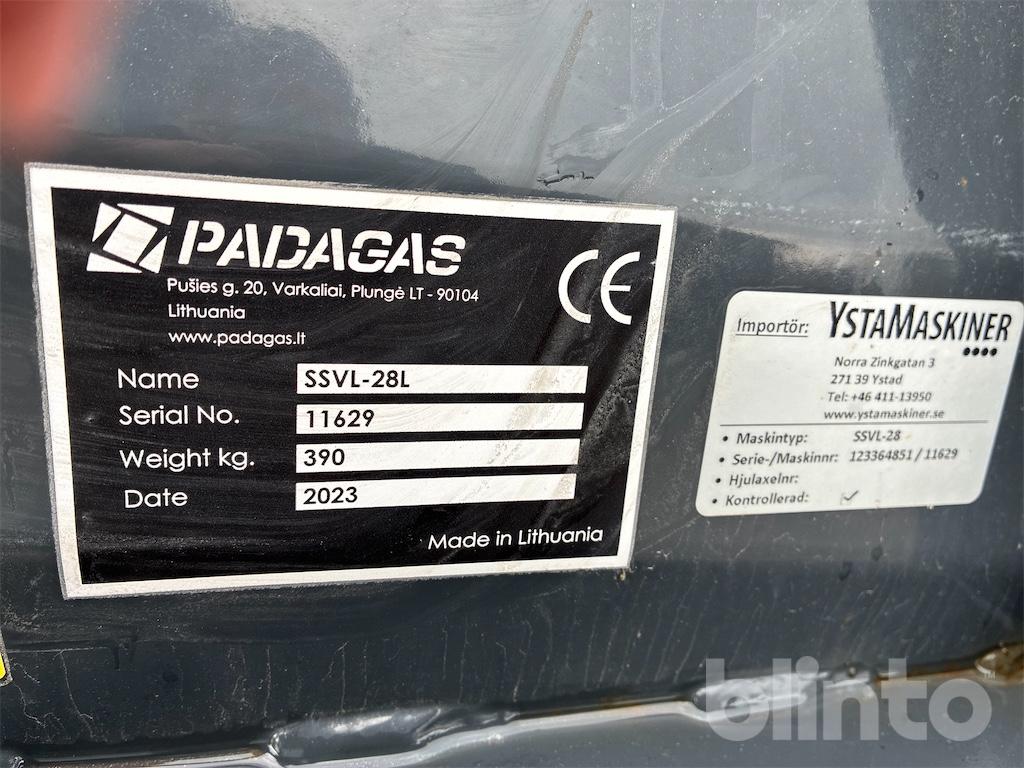 PADAGAS
Pušies g. 20, Varkaliai, Plungė LT - 90104
Lithuania
www.padagas.lt
CE
Name SSVL-28L
Serial No. 11629
Weight kg. 390
Date 2023
Made in Lithuania
Importör: YSTAMASKINER
Norra Zinkgatan 3
271 39 Ystad
Tel: +46 411-13950
www.ystamaskiner.se
• Maskintyp: SSVL-28
• Serie-/Maskinnr: 123364851 / 11629
• Hjulaxelnr:
• Kontrollerad: ✓
blinto™